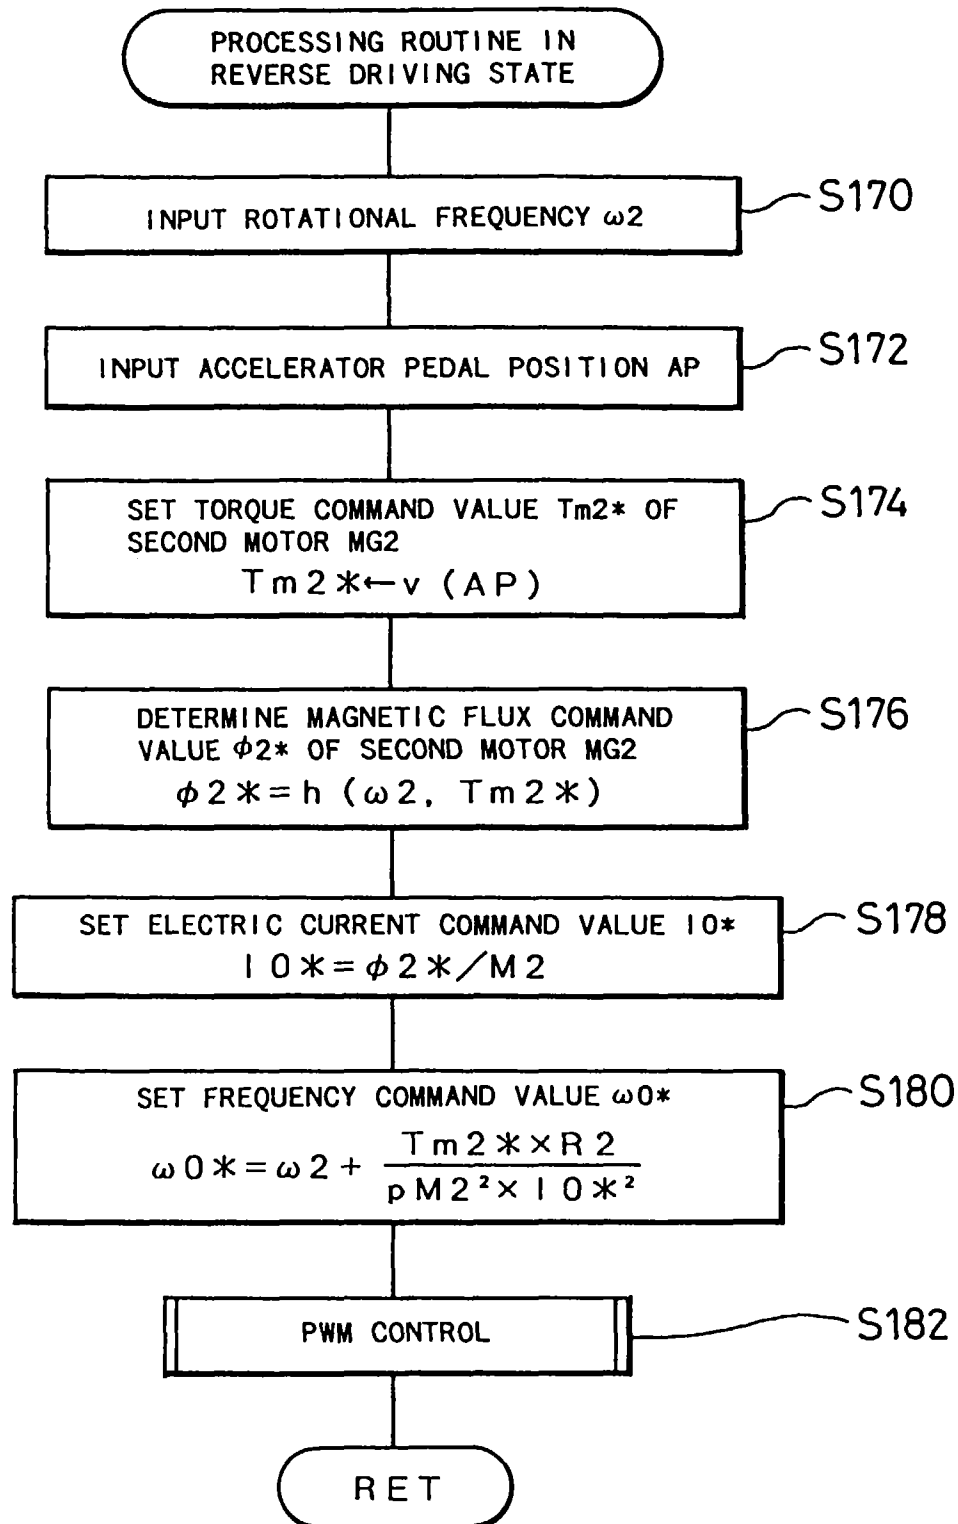 PROCESSING ROUTINE IN
REVERSE DRIVING STATE
INPUT ROTATIONAL FREQUENCY ω2
S170
INPUT ACCELERATOR PEDAL POSITION AP
S172
SET TORQUE COMMAND VALUE Tm2* OF
SECOND MOTOR MG2
Tm2*←v (AP)
S174
DETERMINE MAGNETIC FLUX COMMAND
VALUE ϕ2* OF SECOND MOTOR MG2
ϕ2*=h (ω2, Tm2*)
S176
SET ELECTRIC CURRENT COMMAND VALUE I0*
I0*=ϕ2*/M2
S178
SET FREQUENCY COMMAND VALUE ω0*
ω0*=ω2+ Tm2*×R2 / pM2²×I0*²
S180
PWM CONTROL
S182
RET